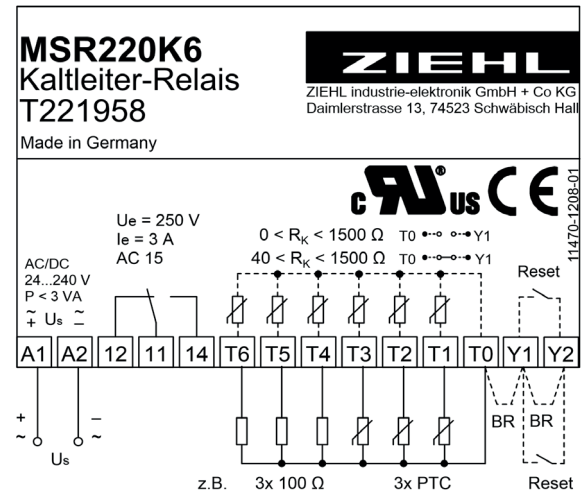 MSR220K6
Kaltleiter-Relais
T221958
Made in Germany
ZIEHL
ZIEHL industrie-elektronik GmbH + Co KG
Daimlerstrasse 13, 74523 Schwäbisch Hall
c RU ® US CE
11470-1208-01
Ue = 250 V
Ie = 3 A
AC 15
0 < RK < 1500 Ω T0 Y1
40 < RK < 1500 Ω T0 Y1
AC/DC
24...240 V
P < 3 VA
~ ~
+ Us –
Reset
A1 A2 12 11 14 T6 T5 T4 T3 T2 T1 T0 Y1 Y2
+ –
~ ~
Us
BR BR
z.B. 3x 100 Ω 3x PTC Reset